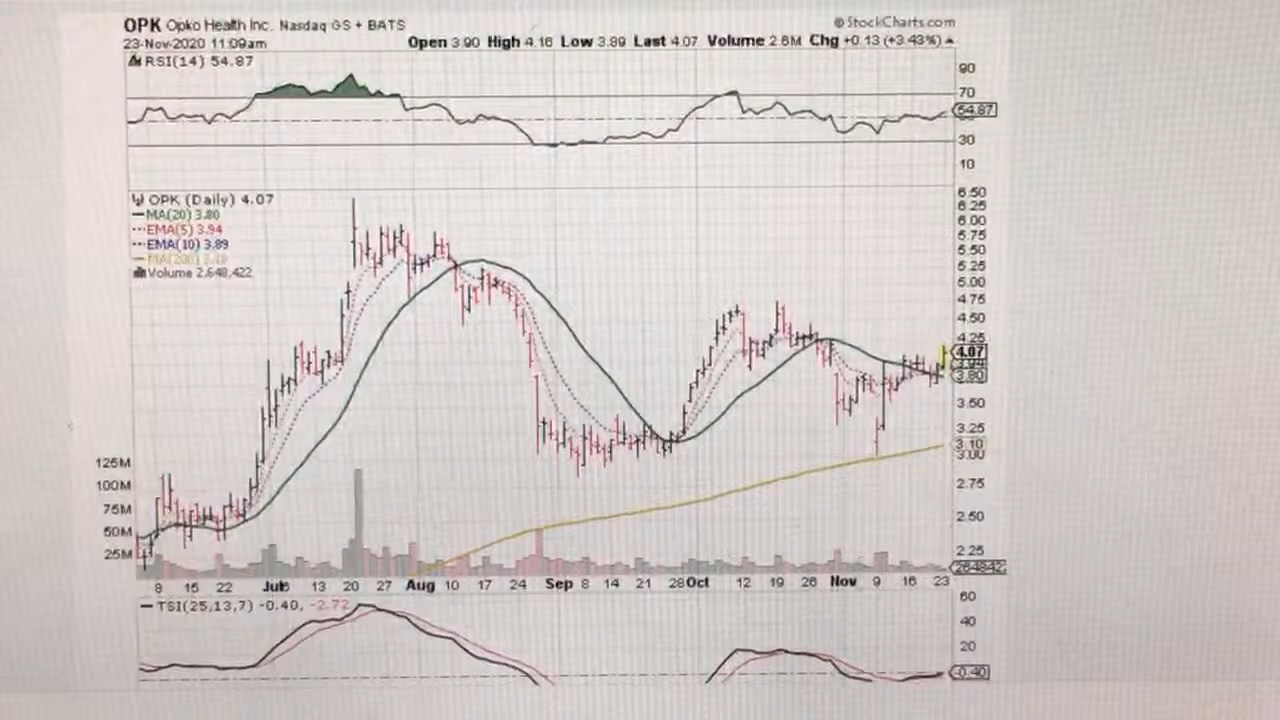 OPK Opko Health Inc. Nasdaq GS + BATS
© StockCharts.com
23-Nov-2020 11:09am
Open 3.90 High 4.16 Low 3.89 Last 4.07 Volume 2.6M Chg +0.13 (+3.43%)
RSI(14) 54.87
90
70
54.87
30
10
OPK (Daily) 4.07
MA(20) 3.80
EMA(5) 3.94
EMA(10) 3.89
MA(200)
Volume 2,648,422
6.50
6.25
6.00
5.75
5.50
5.25
5.00
4.75
4.50
4.25
4.07
3.80
3.50
3.25
3.10
3.00
2.75
2.50
2.25
2648422
125M
100M
75M
50M
25M
8 15 22 13 20 27 Aug 10 17 24 Sep 8 14 21 28 Oct 12 19 26 Nov 9 16 23
TSI(25,13,7) -0.40, -2.72
60
40
20
-0.40